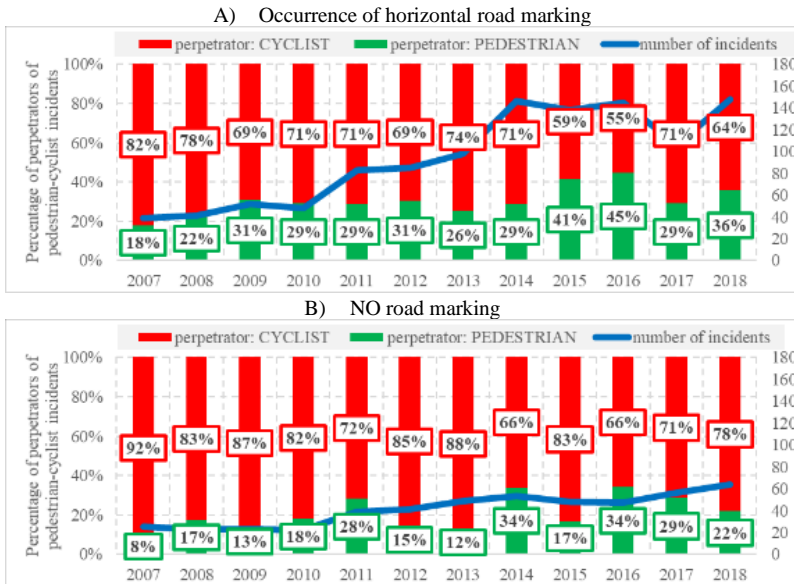 A) Occurrence of horizontal road marking
perpetrator: CYCLIST perpetrator: PEDESTRIAN number of incidents
Percentage of perpetrators of
pedestrian-cyclist incidents
100%
80%
60%
40%
20%
0%
82% 78% 69% 71% 71% 69% 74% 71% 59% 55% 71% 64%
18% 22% 31% 29% 29% 31% 26% 29% 41% 45% 29% 36%
180
160
140
120
100
80
60
40
20
0
2007 2008 2009 2010 2011 2012 2013 2014 2015 2016 2017 2018
B) NO road marking
perpetrator: CYCLIST perpetrator: PEDESTRIAN number of incidents
Percentage of perpetrators of
pedestrian-cyclist incidents
100%
80%
60%
40%
20%
0%
92% 83% 87% 82% 72% 85% 88% 66% 83% 66% 71% 78%
8% 17% 13% 18% 28% 15% 12% 34% 17% 34% 29% 22%
180
160
140
120
100
80
60
40
20
0
2007 2008 2009 2010 2011 2012 2013 2014 2015 2016 2017 2018